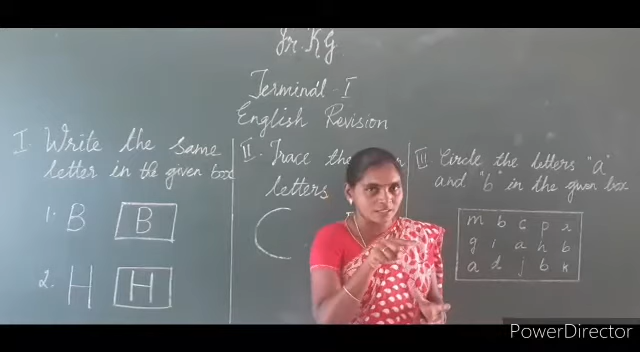 Jr. KG
Terminal - I
English Revision
I. Write the same
letter in the given box
1. B B
2. H H
II. Trace the
letters
C
III Circle the letters "a"
and "b" in the given box
m b c p x
g i a h b
a d j b k
PowerDirector